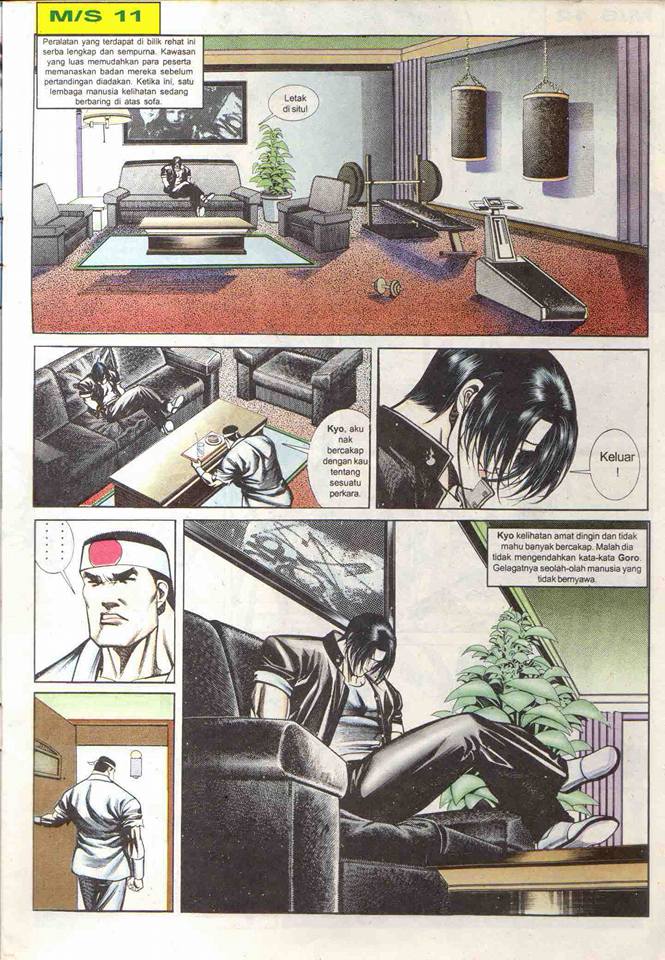 M/S 11
Peralatan yang terdapat di bilik rehat ini
serba lengkap dan sempurna. Kawasan
yang luas memudahkan para peserta
memanaskan badan mereka sebelum
pertandingan diadakan. Ketika ini, satu
lembaga manusia kelihatan sedang
berbaring di atas sofa.
Letak
di situ!
Kyo, aku
nak
bercakap
dengan kau
tentang
sesuatu
perkara.
Keluar
!
Kyo kelihatan amat dingin dan tidak
mahu banyak bercakap. Malah dia
tidak mengendahkan kata-kata Goro.
Gelagatnya seolah-olah manusia yang
tidak bernyawa.